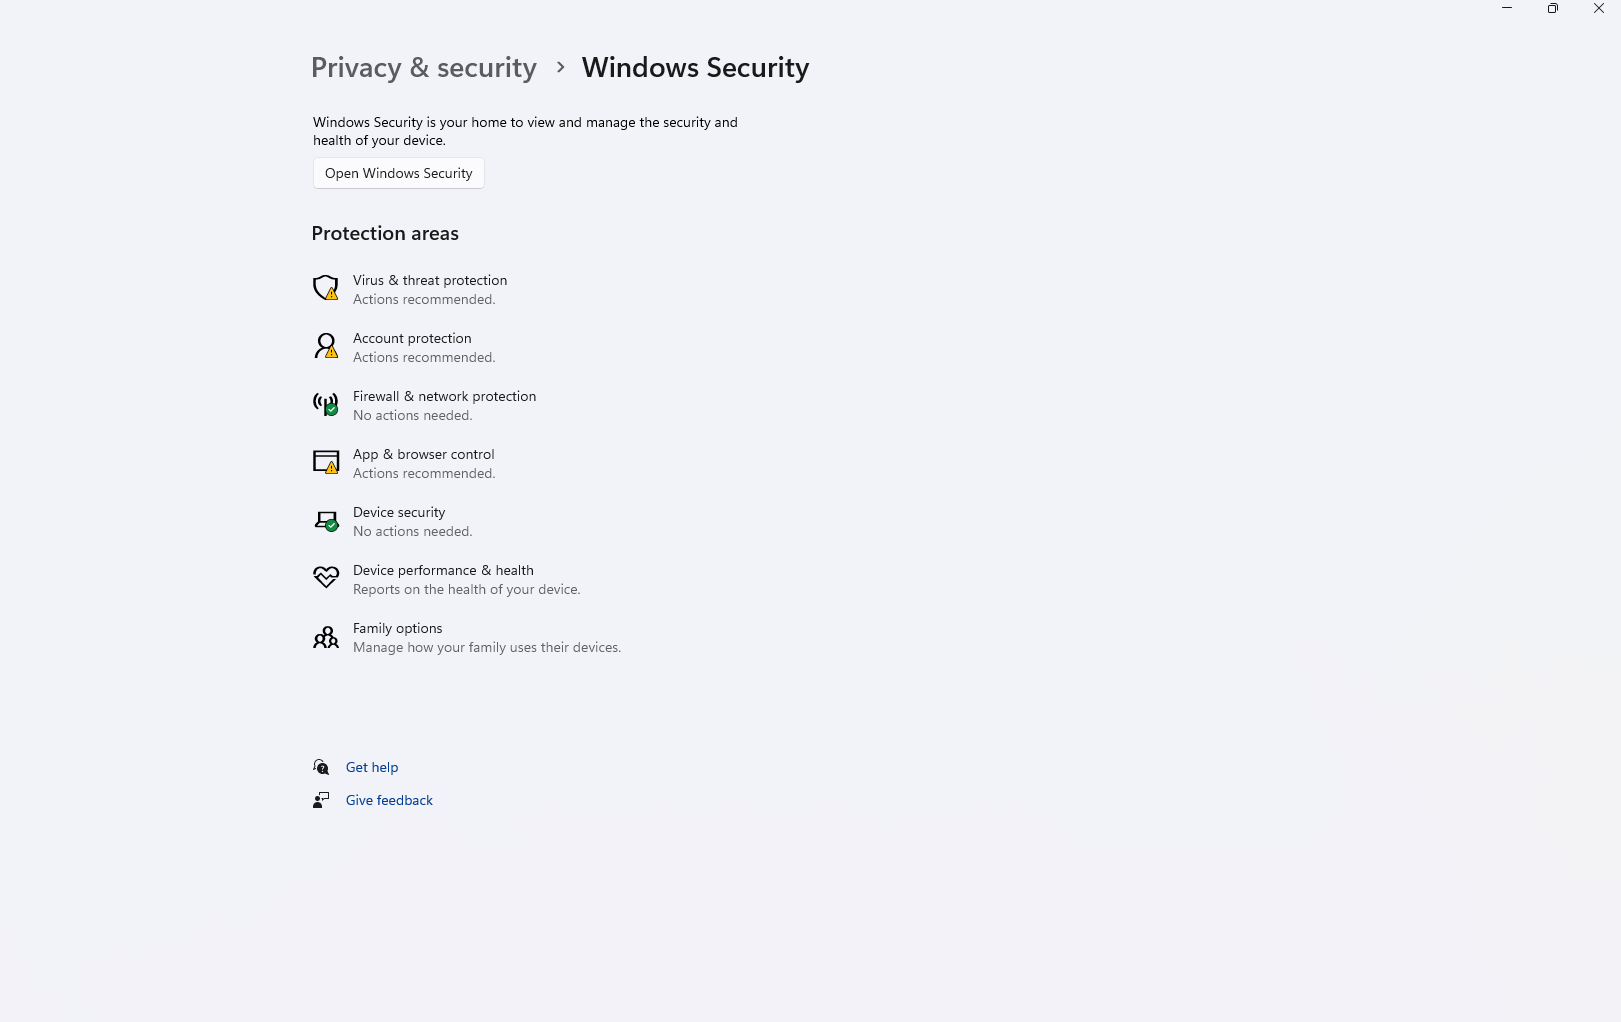 Privacy & security > Windows Security
Windows Security is your home to view and manage the security and
health of your device.
Open Windows Security
Protection areas
Virus & threat protection
Actions recommended.
Account protection
Actions recommended.
Firewall & network protection
No actions needed.
App & browser control
Actions recommended.
Device security
No actions needed.
Device performance & health
Reports on the health of your device.
Family options
Manage how your family uses their devices.
Get help
Give feedback